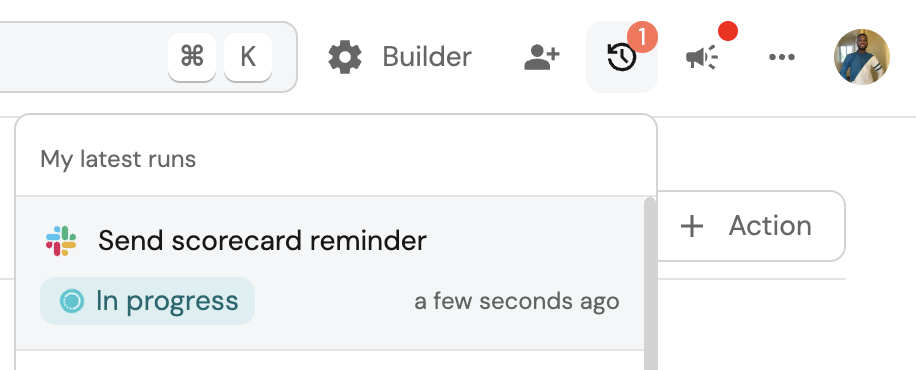 ⌘ K Builder 1
My latest runs
Send scorecard reminder
+ Action
In progress a few seconds ago